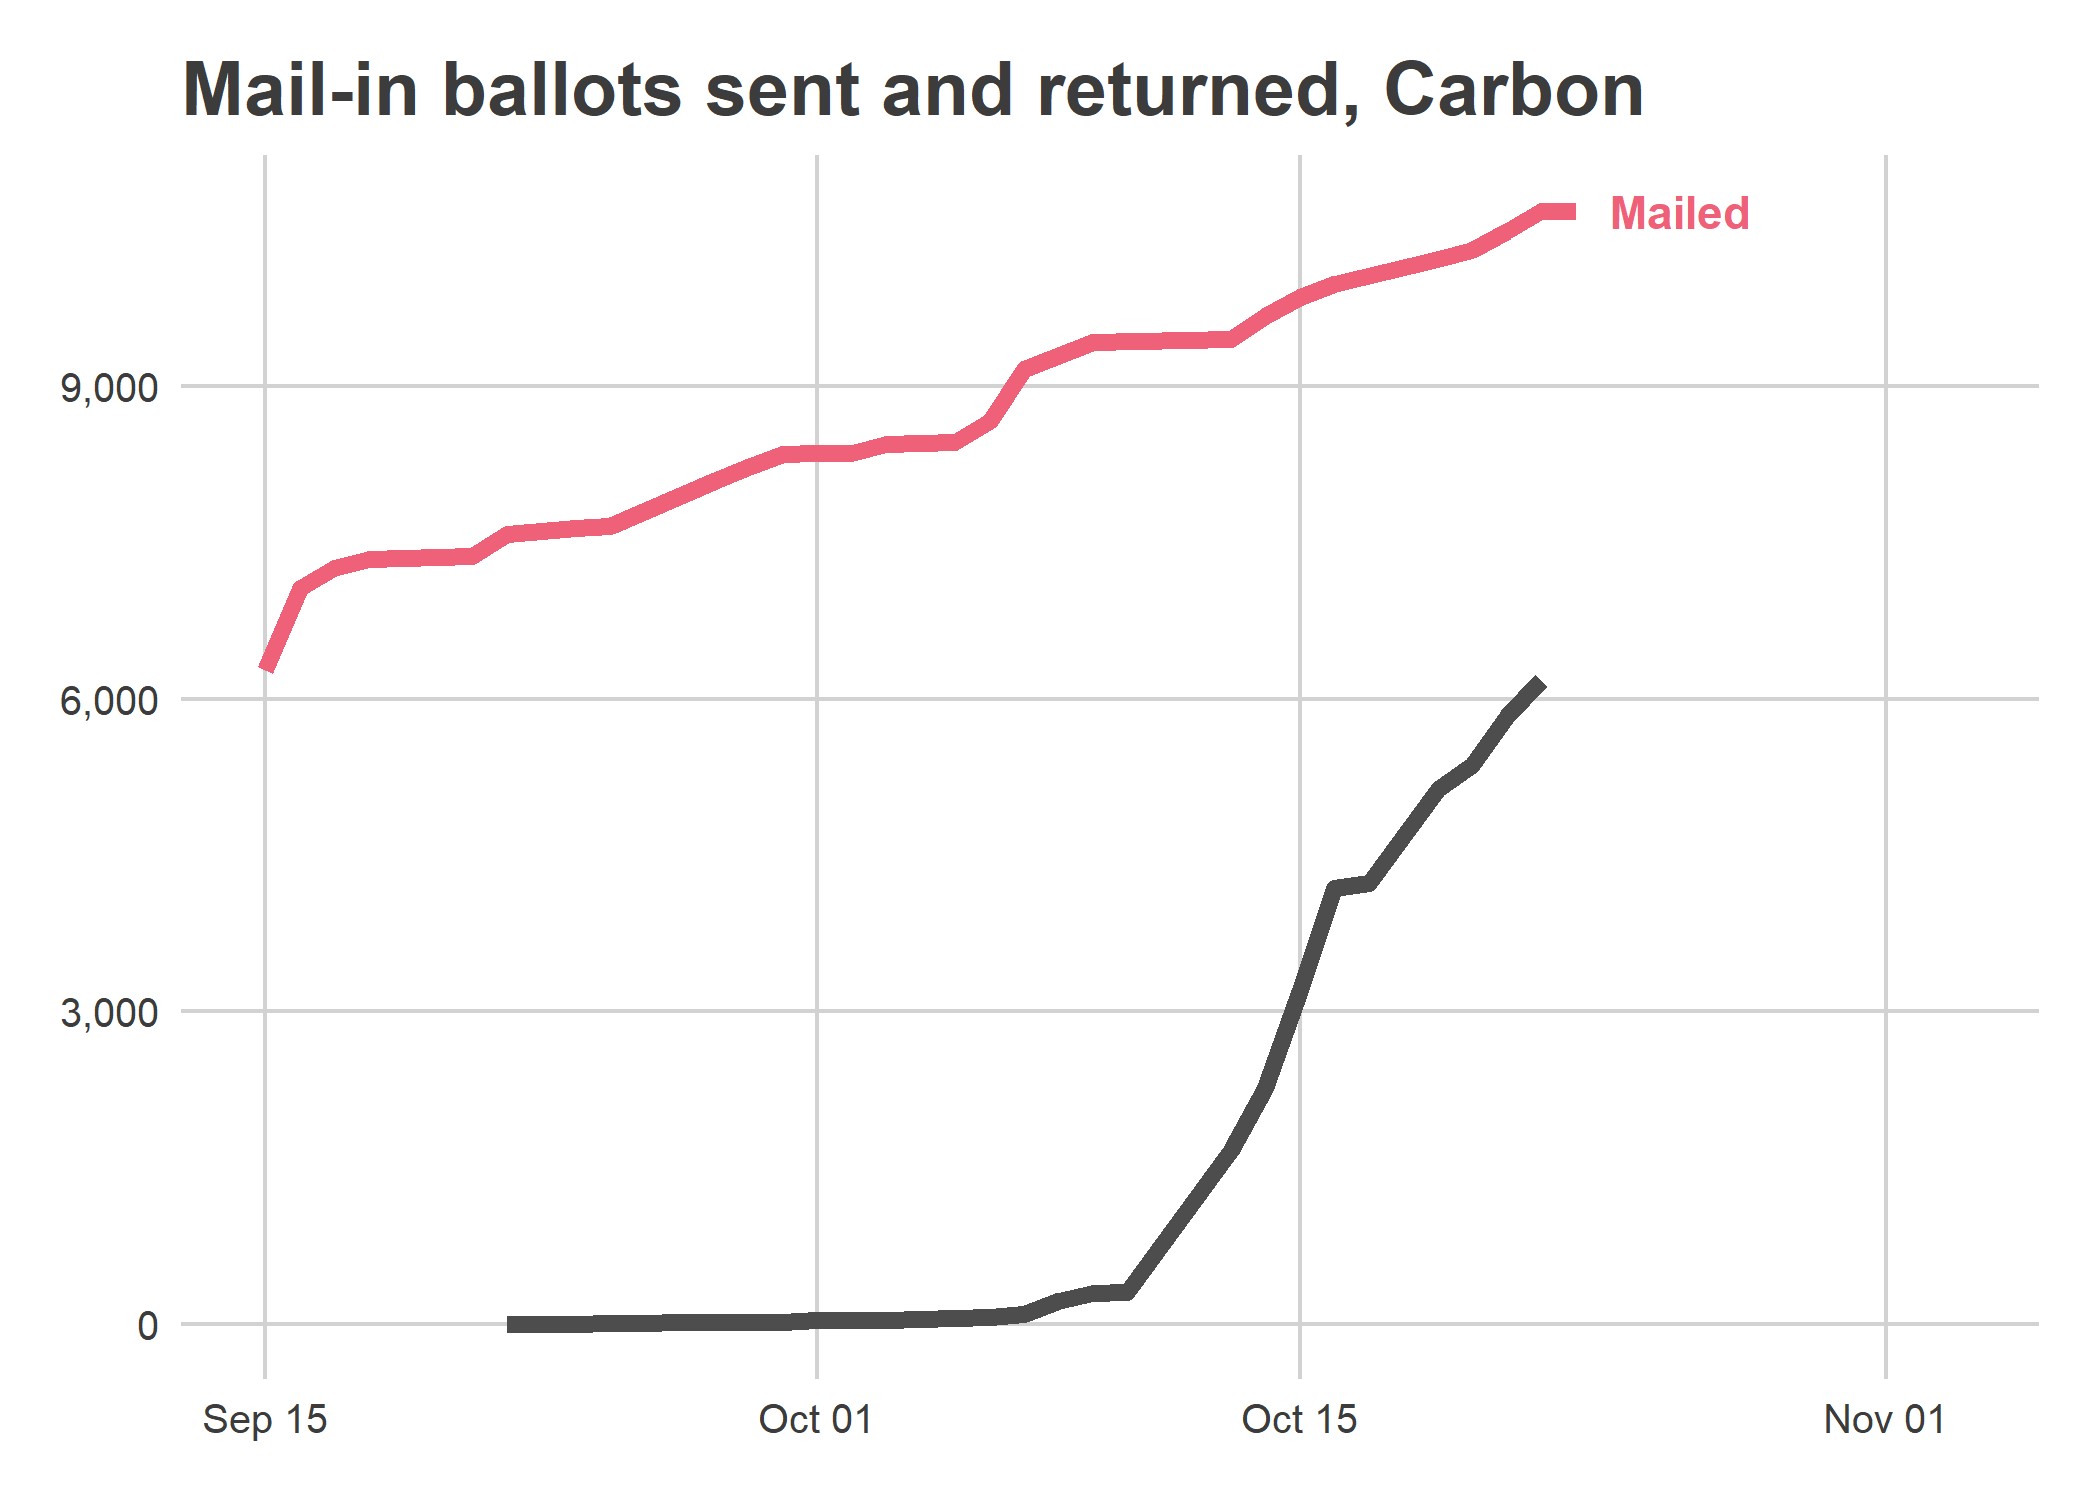 Mail-in ballots sent and returned, Carbon
Mailed
9,000
6,000
3,000
0
Sep 15
Oct 01
Oct 15
Nov 01